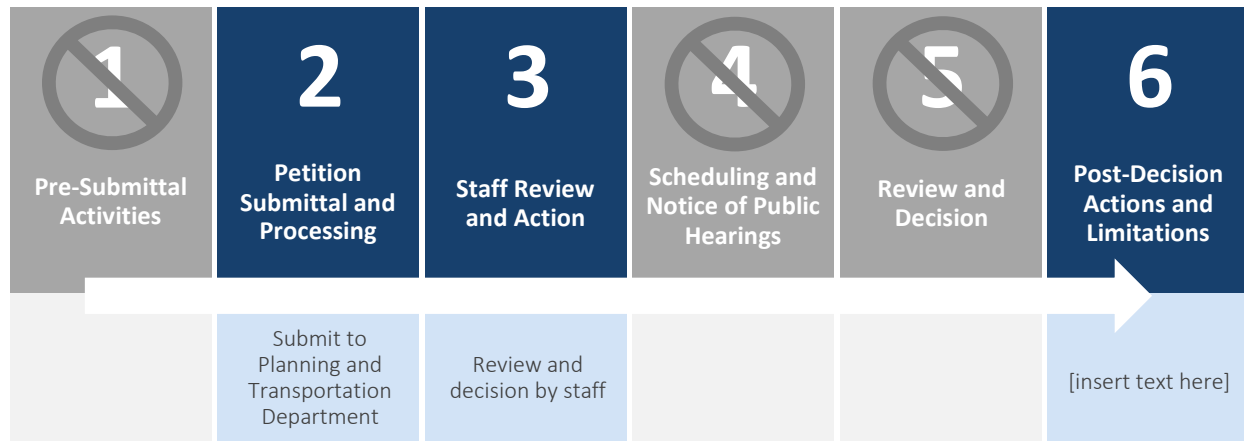 1
Pre-Submittal
Activities
2
Petition
Submittal and
Processing
3
Staff Review
and Action
4
Scheduling and
Notice of Public
Hearings
5
Review and
Decision
6
Post-Decision
Actions and
Limitations
Submit to
Planning and
Transportation
Department
Review and
decision by staff
[insert text here]